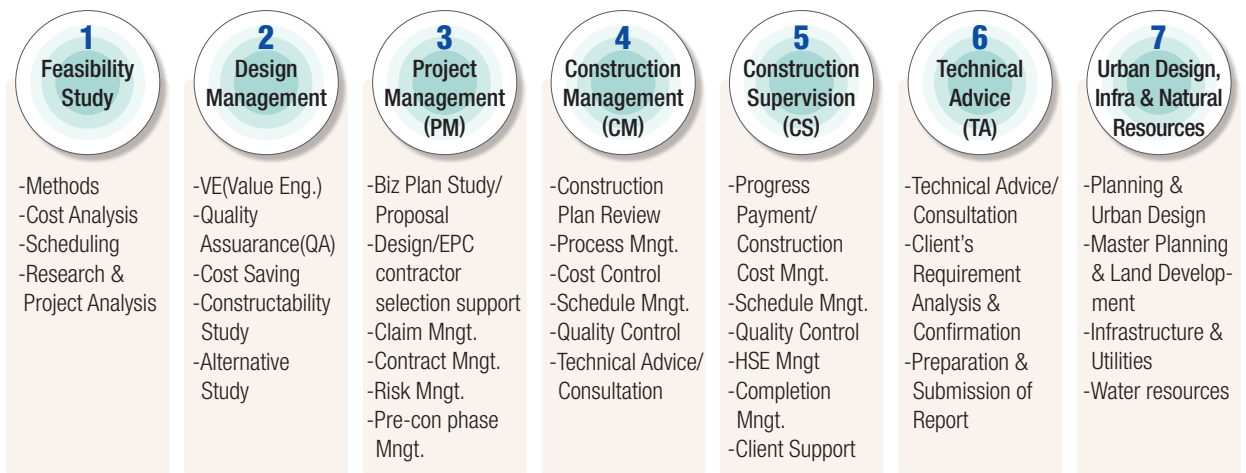 1
Feasibility
Study
-Methods
-Cost Analysis
-Scheduling
-Research &
Project Analysis
2
Design
Management
-VE(Value Eng.)
-Quality
Assuarance(QA)
-Cost Saving
-Constructability
Study
-Alternative
Study
3
Project
Management
(PM)
-Biz Plan Study/
Proposal
-Design/EPC
contractor
selection support
-Claim Mngt.
-Contract Mngt.
-Risk Mngt.
-Pre-con phase
Mngt.
4
Construction
Management
(CM)
-Construction
Plan Review
-Process Mngt.
-Cost Control
-Schedule Mngt.
-Quality Control
-Technical Advice/
Consultation
5
Construction
Supervision
(CS)
-Progress
Payment/
Construction
Cost Mngt.
-Schedule Mngt.
-Quality Control
-HSE Mngt
-Completion
Mngt.
-Client Support
6
Technical
Advice
(TA)
-Technical Advice/
Consultation
-Client’s
Requirement
Analysis &
Confirmation
-Preparation &
Submission of
Report
7
Urban Design,
Infra & Natural
Resources
-Planning &
Urban Design
-Master Planning
& Land Develop-
ment
-Infrastructure &
Utilities
-Water resources